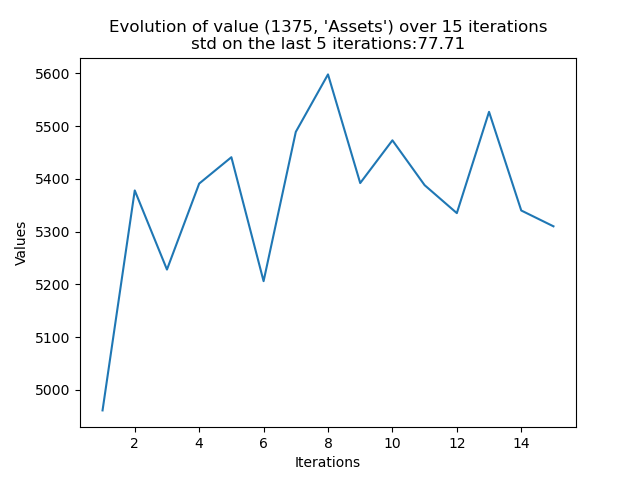 Evolution of value (1375, 'Assets') over 15 iterations
std on the last 5 iterations:77.71
5600
5500
5400
5300
5200
5100
5000
Values
2 4 6 8 10 12 14
Iterations